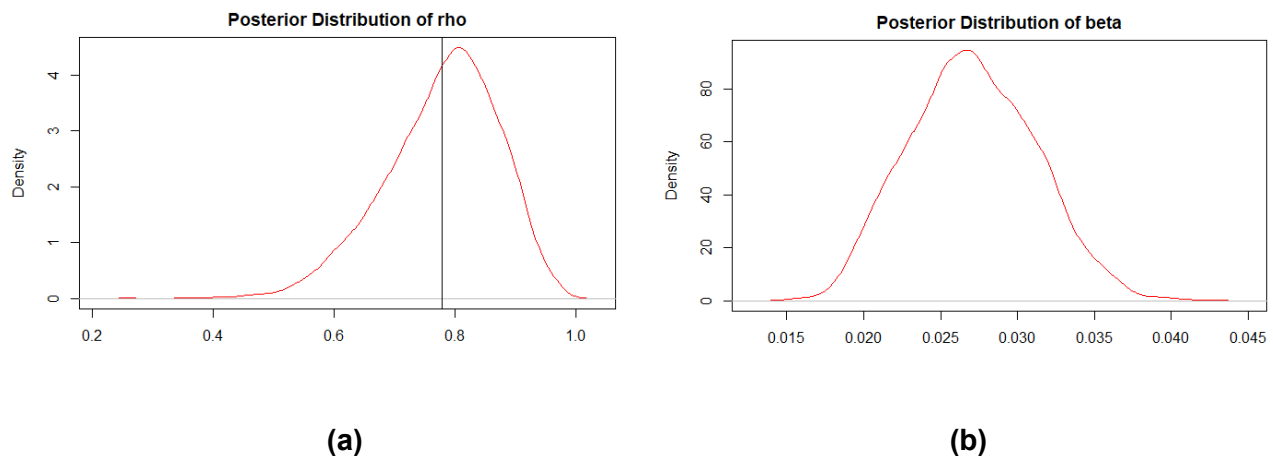 Posterior Distribution of rho
Density
0
1
2
3
4
0.2 0.4 0.6 0.8 1.0
(a)
Posterior Distribution of beta
Density
0
20
40
60
80
0.015 0.020 0.025 0.030 0.035 0.040 0.045
(b)